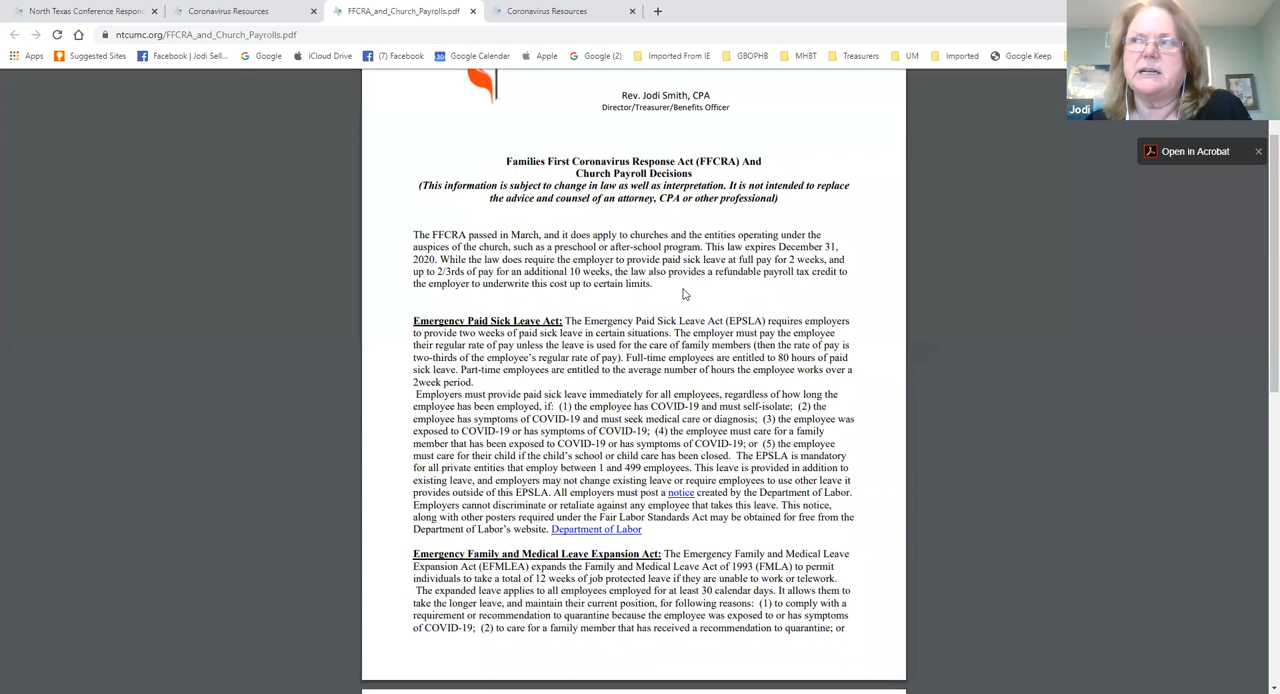 North Texas Conference Respon
Coronavirus Resources
FFCRA_and_Church_Payrolls.pdf
Coronavirus Resources
ntcumc.org/FFCRA_and_Church_Payrolls.pdf
Apps
Suggested Sites
Facebook | Jodi Sell...
Google
iCloud Drive
(7) Facebook
Google Calendar
Apple
Google (2)
Imported From IE
GBOPHB
MHBT
Treasurers
UM
Imported
Google Keep
Jodi
Open in Acrobat
Rev. Jodi Smith, CPA
Director/Treasurer/Benefits Officer
Families First Coronavirus Response Act (FFCRA) And
Church Payroll Decisions
(This information is subject to change in law as well as interpretation. It is not intended to replace
the advice and counsel of an attorney, CPA or other professional)
The FFCRA passed in March, and it does apply to churches and the entities operating under the
auspices of the church, such as a preschool or after-school program. This law expires December 31,
2020. While the law does require the employer to provide paid sick leave at full pay for 2 weeks, and
up to 2/3rds of pay for an additional 10 weeks, the law also provides a refundable payroll tax credit to
the employer to underwrite this cost up to certain limits.
Emergency Paid Sick Leave Act: The Emergency Paid Sick Leave Act (EPSLA) requires employers
to provide two weeks of paid sick leave in certain situations. The employer must pay the employee
their regular rate of pay unless the leave is used for the care of family members (then the rate of pay is
two-thirds of the employee's regular rate of pay). Full-time employees are entitled to 80 hours of paid
sick leave. Part-time employees are entitled to the average number of hours the employee works over a
2week period.
Employers must provide paid sick leave immediately for all employees, regardless of how long the
employee has been employed, if: (1) the employee has COVID-19 and must self-isolate; (2) the
employee has symptoms of COVID-19 and must seek medical care or diagnosis; (3) the employee was
exposed to COVID-19 or has symptoms of COVID-19; (4) the employee must care for a family
member that has been exposed to COVID-19 or has symptoms of COVID-19; or (5) the employee
must care for their child if the child's school or child care has been closed. The EPSLA is mandatory
for all private entities that employ between 1 and 499 employees. This leave is provided in addition to
existing leave, and employers may not change existing leave or require employees to use other leave it
provides outside of this EPSLA. All employers must post a notice created by the Department of Labor.
Employers cannot discriminate or retaliate against any employee that takes this leave. This notice,
along with other posters required under the Fair Labor Standards Act may be obtained for free from the
Department of Labor's website. Department of Labor
Emergency Family and Medical Leave Expansion Act: The Emergency Family and Medical Leave
Expansion Act (EFMLEA) expands the Family and Medical Leave Act of 1993 (FMLA) to permit
individuals to take a total of 12 weeks of job protected leave if they are unable to work or telework.
The expanded leave applies to all employees employed for at least 30 calendar days. It allows them to
take the longer leave, and maintain their current position, for following reasons: (1) to comply with a
requirement or recommendation to quarantine because the employee was exposed to or has symptoms
of COVID-19; (2) to care for a family member that has received a recommendation to quarantine; or